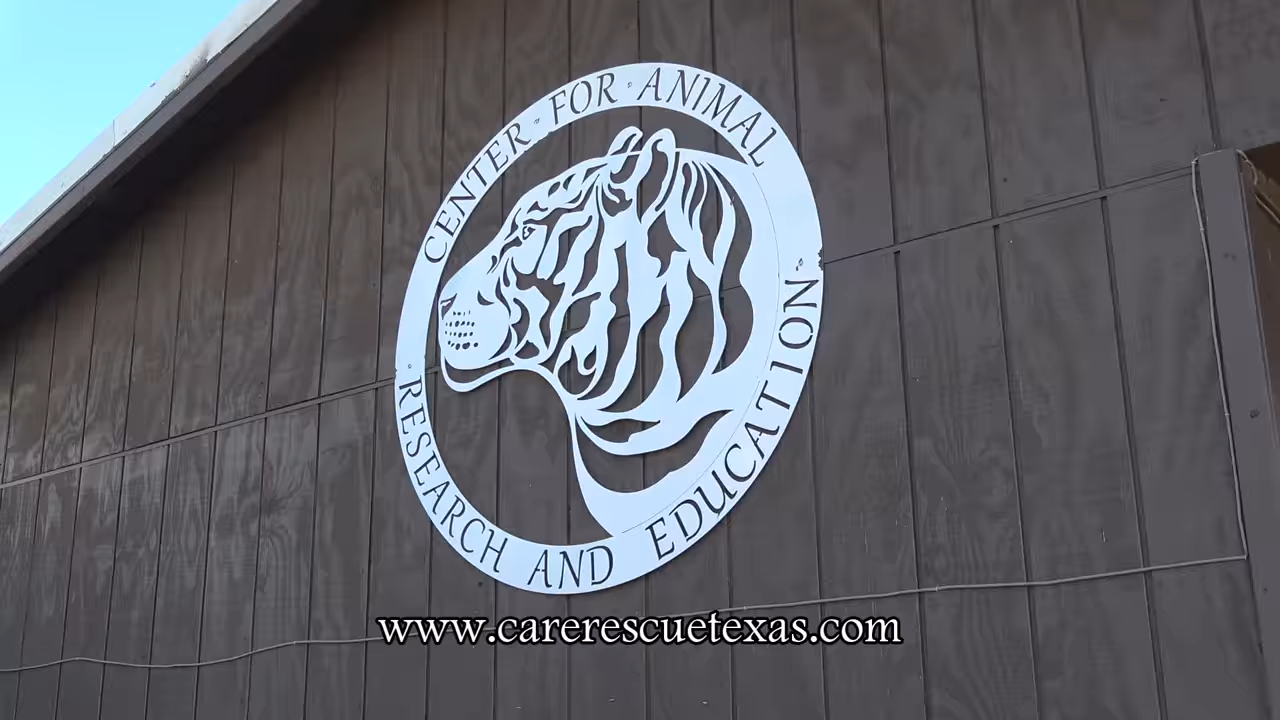 CENTER · FOR · ANIMAL
· RESEARCH AND EDUCATION ·
www.carerescuetexas.com